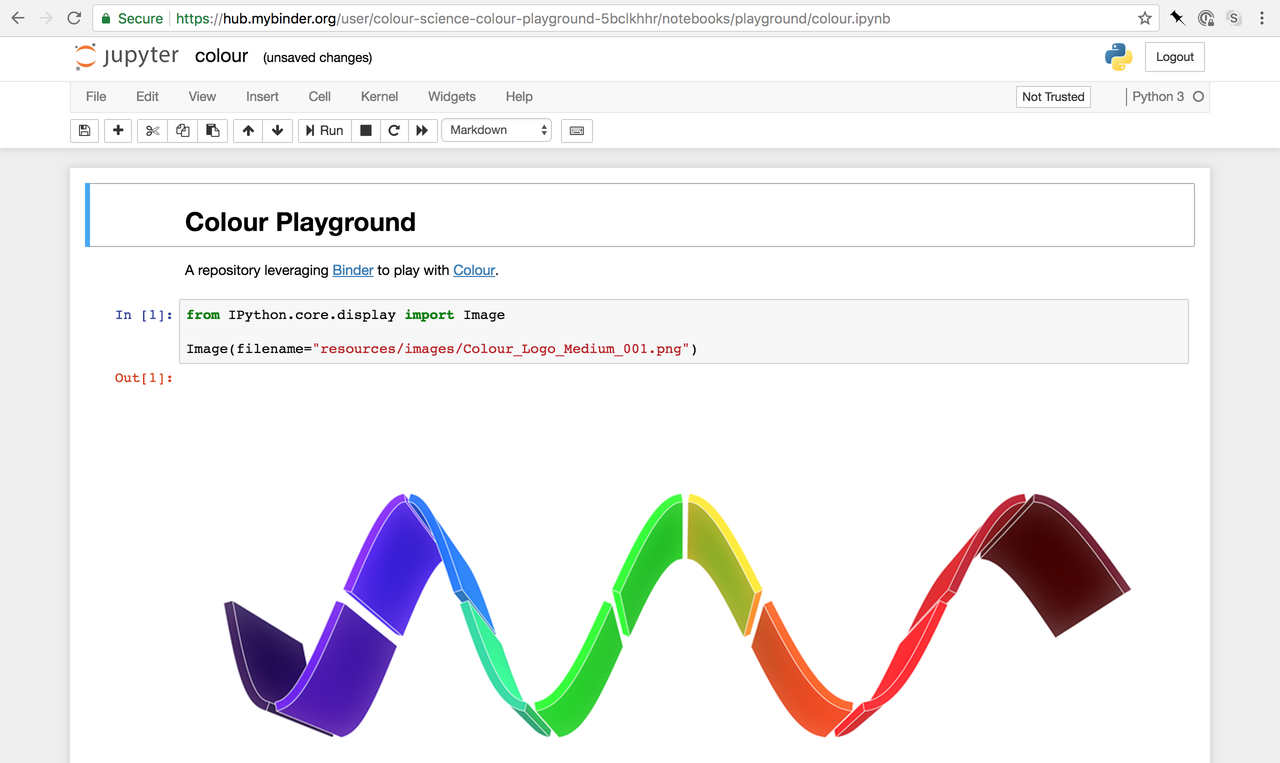 Secure https://hub.mybinder.org/user/colour-science-colour-playground-5bclkhhr/notebooks/playground/colour.ipynb S
jupyter colour (unsaved changes) Logout
File Edit View Insert Cell Kernel Widgets Help Not Trusted Python 3
Run Markdown
Colour Playground
A repository leveraging Binder to play with Colour.
In [1]: from IPython.core.display import Image
Image(filename="resources/images/Colour_Logo_Medium_001.png")
Out[1]: